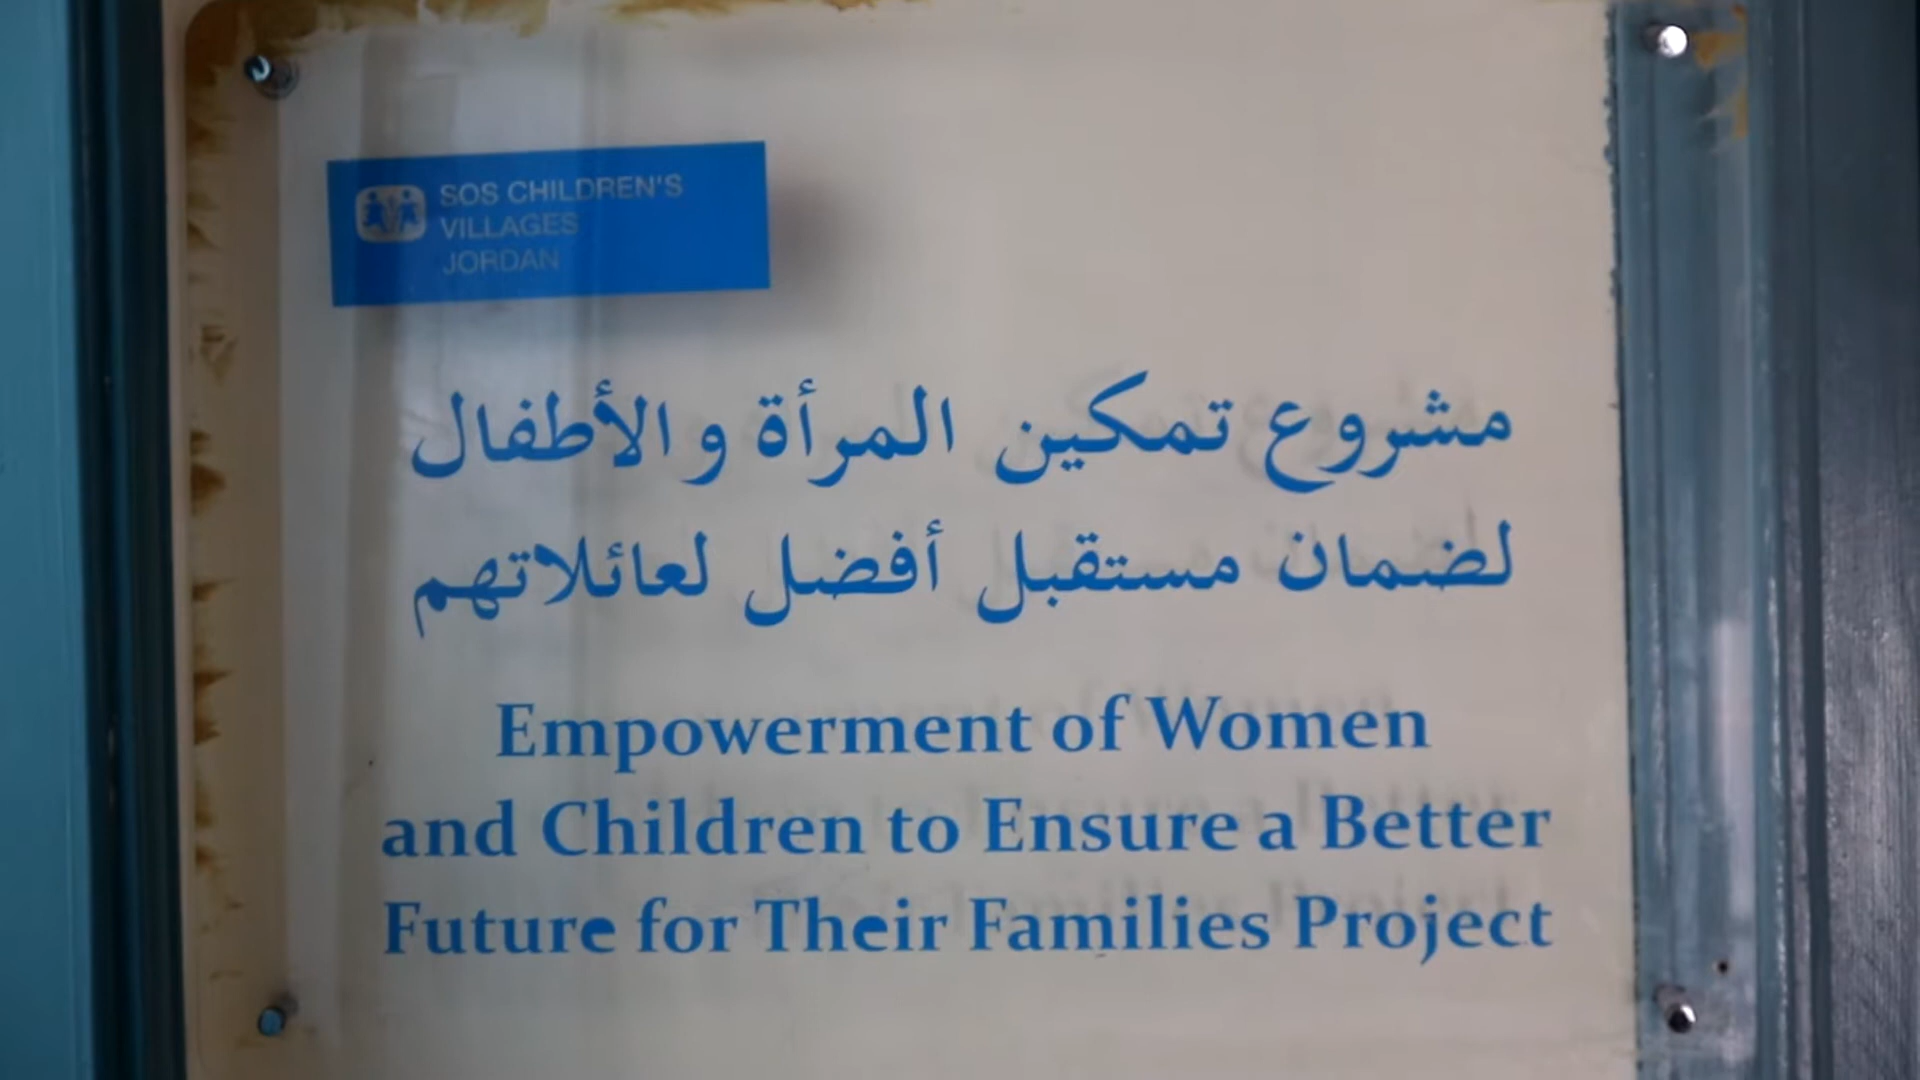 SOS CHILDREN'S
VILLAGES
JORDAN
مشروع تمكين المرأة و الأطفال
لضمان مستقبل أفضل لعائلاتهم
Empowerment of Women
and Children to Ensure a Better
Future for Their Families Project